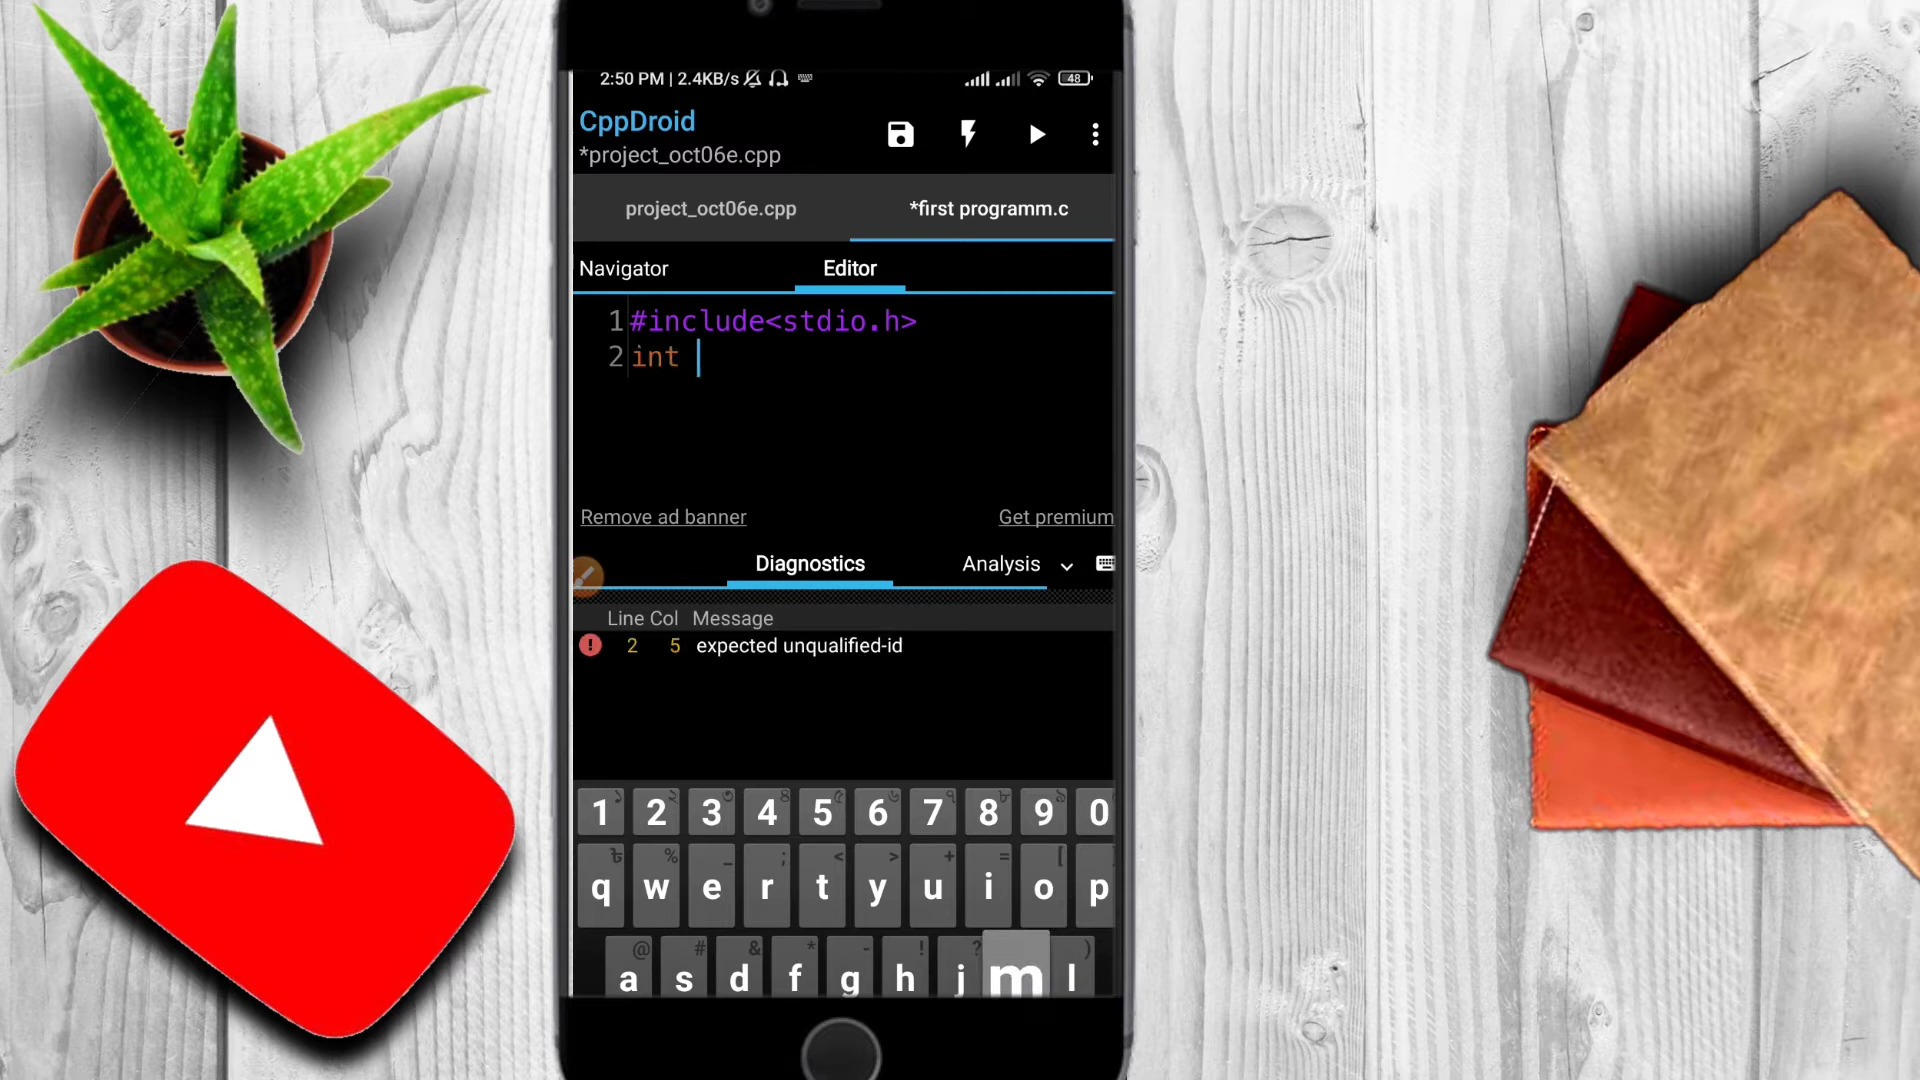 2:50 PM | 2.4KB/s 48
CppDroid
*project_oct06e.cpp
project_oct06e.cpp *first programm.c
Navigator Editor
1 #include<stdio.h>
2 int
Remove ad banner Get premium
Diagnostics Analysis
Line Col Message
! 2 5 expected unqualified-id
1 2 3 4 5 6 7 8 9 0
% _ ; < > + = [
q w e r t y u i o p
@ # & * - ! ? )
a s d f g h j m l